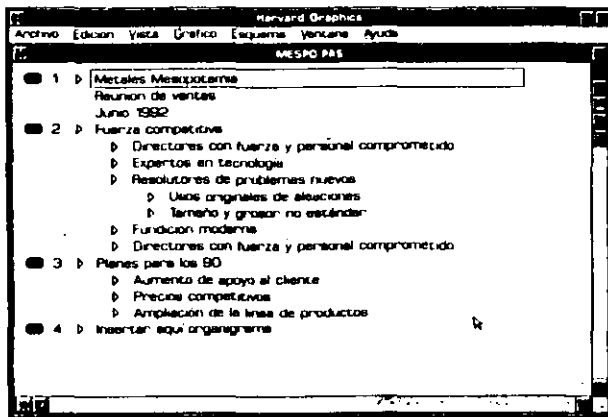 Harvard Graphics
Archivo Edicion Vista Grafico Esquema Ventana Ayuda
MESPO.PAS
1 Metales Mesopotamia
Reunion de ventas
Junio 1992
2 Fuerza competitiva
Directores con fuerza y personal comprometido
Expertos en tecnologia
Resolutores de problemas nuevos
Usos originales de aleaciones
Tamaño y grosor no estándar
Fundicion moderna
Directores con fuerza y personal comprometido
3 Planes para los 90
Aumento de apoyo al cliente
Precios competitivos
Ampliación de la linea de productos
4 Insertar aqui organigrama